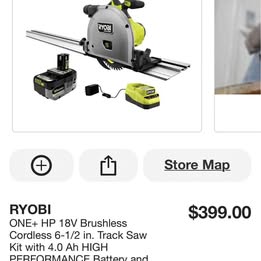 RYOBI
Store Map
RYOBI
$399.00
ONE+ HP 18V Brushless
Cordless 6-1/2 in. Track Saw
Kit with 4.0 Ah HIGH
PERFORMANCE Battery and